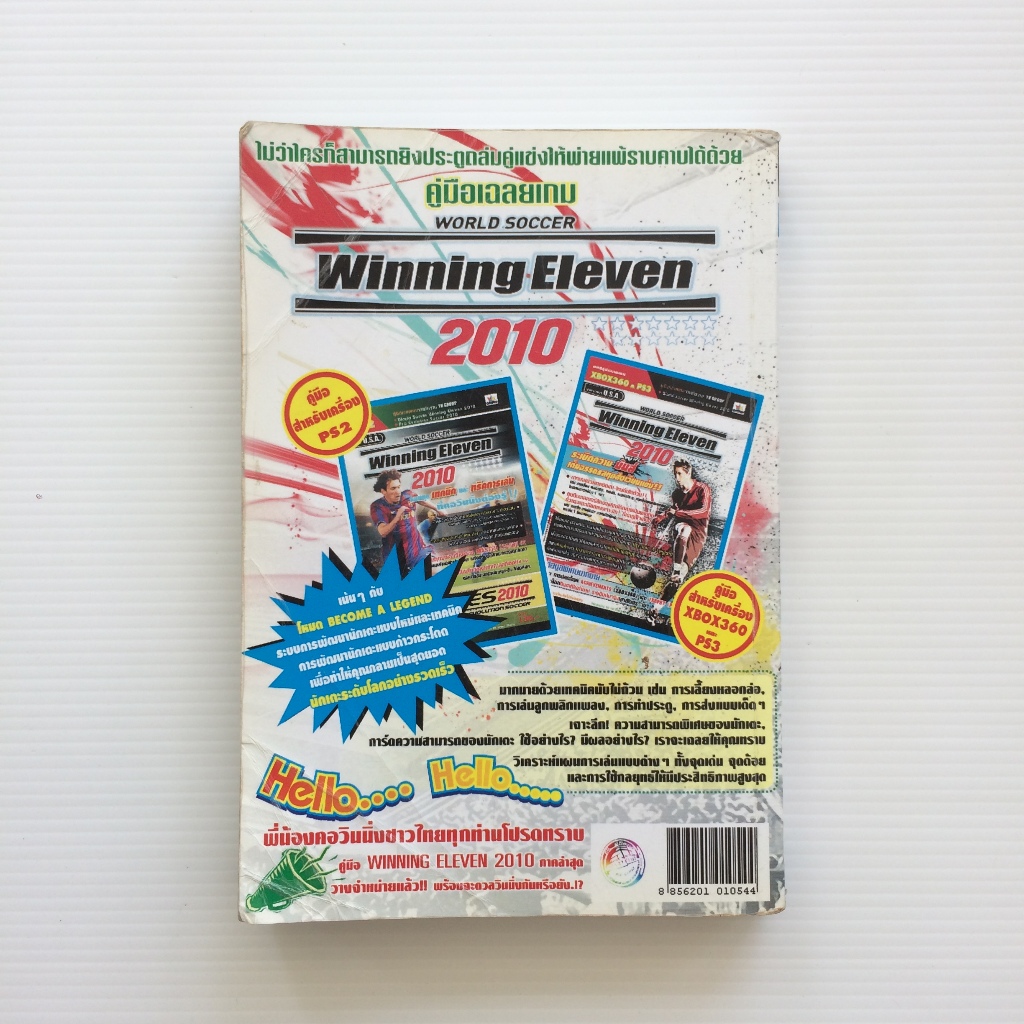 ไม่ว่าใครก็สามารถยิงประตูถล่มคู่แข่งให้พ่ายแพ้ราบคาบได้ด้วย
คู่มือเฉลยเกม
WORLD SOCCER
Winning Eleven
2010
คู่มือ
สำหรับเครื่อง
PS2
U.S.A.
WORLD SOCCER
Winning Eleven
2010
เทคนิค
2010
XBOX360 & PS3
U.S.A.
WORLD SOCCER
Winning Eleven
2010
คู่มือ
สำหรับเครื่อง
XBOX360
และ
PS3
เน้นๆ กับ
โหมด BECOME A LEGEND
ระบบการพัฒนานักเตะแบบใหม่และเทคนิค
การพัฒนานักเตะแบบก้าวกระโดด
เพื่อทำให้คุณกลายเป็นสุดยอด
นักเตะระดับโลกอย่างรวดเร็ว
มากมายด้วยเทคนิคนับไม่ถ้วน เช่น การเลี้ยงหลอกล่อ,
การเล่นลูกพลิกแพลง, การทำประตู, การส่งแบบเด็ดๆ
เจาะลึก! ความสามารถพิเศษของนักเตะ,
การ์ดความสามารถของนักเตะ ใช้อย่างไร? มีผลอย่างไร? เราจะเฉลยให้คุณทราบ
วิเคราะห์แผนการเล่นแบบต่างๆ ทั้งจุดเด่น จุดด้อย
และการใช้กลยุทธ์ให้มีประสิทธิภาพสูงสุด
Hello.... Hello.....
พี่น้องคอวินนิ่งชาวไทยทุกท่านโปรดทราบ
คู่มือ WINNING ELEVEN 2010 ภาคล่าสุด
วางจำหน่ายแล้ว!! พร้อมจะดวลวินนิ่งกันหรือยัง.!?
8 856201 010544